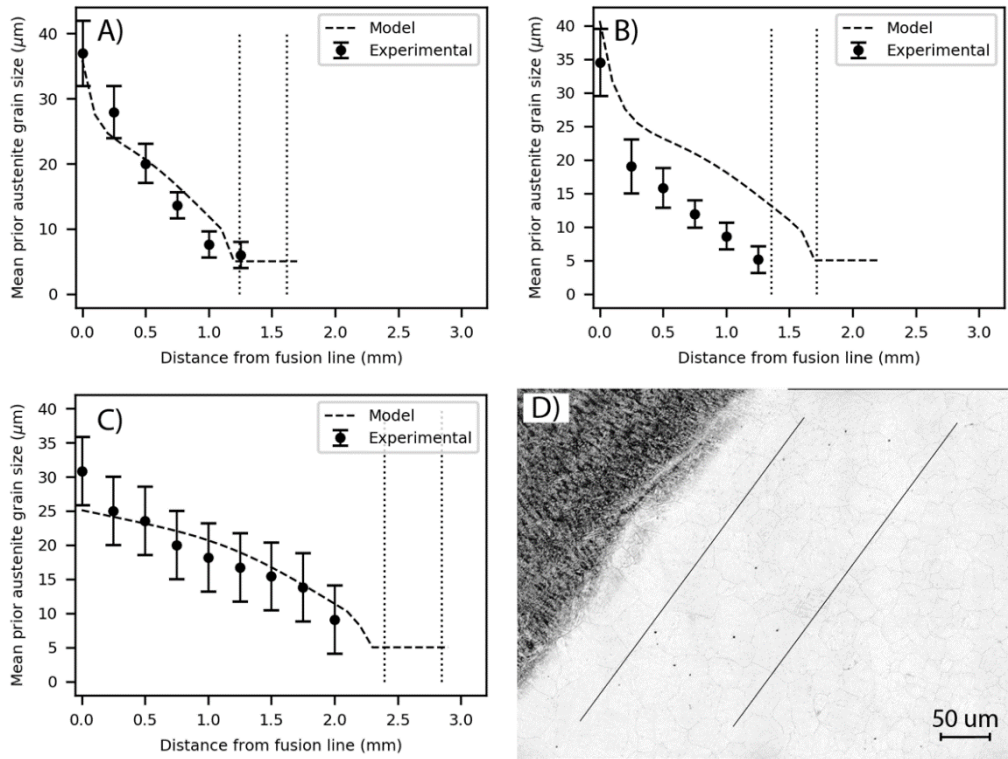 A)
Model
Experimental
Mean prior austenite grain size (μm)
40
35
30
25
20
15
10
5
0
0.0 0.5 1.0 1.5 2.0 2.5 3.0
Distance from fusion line (mm)
B)
Model
Experimental
Mean prior austenite grain size (μm)
40
35
30
25
20
15
10
5
0
0.0 0.5 1.0 1.5 2.0 2.5 3.0
Distance from fusion line (mm)
C)
Model
Experimental
Mean prior austenite grain size (μm)
40
35
30
25
20
15
10
5
0
0.0 0.5 1.0 1.5 2.0 2.5 3.0
Distance from fusion line (mm)
D)
50 um